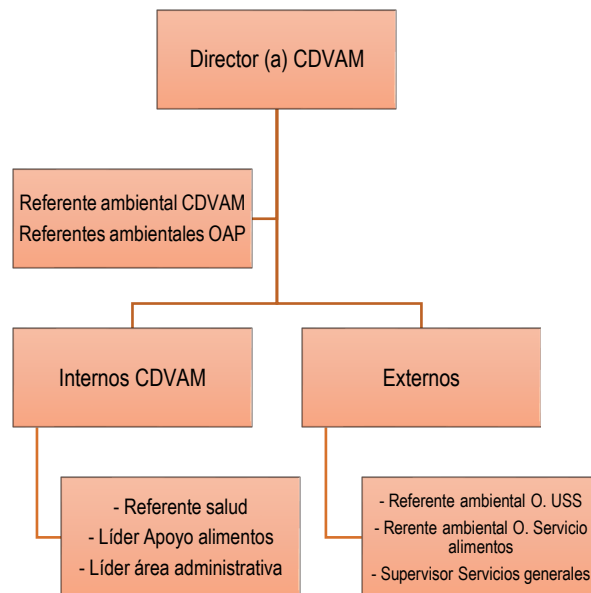 Director (a) CDVAM
Referente ambiental CDVAM
Referentes ambientales OAP
Internos CDVAM
Externos
- Referente salud
- Líder Apoyo alimentos
- Líder área administrativa
- Referente ambiental O. USS
- Rerente ambiental O. Servicio
alimentos
- Supervisor Servicios generales